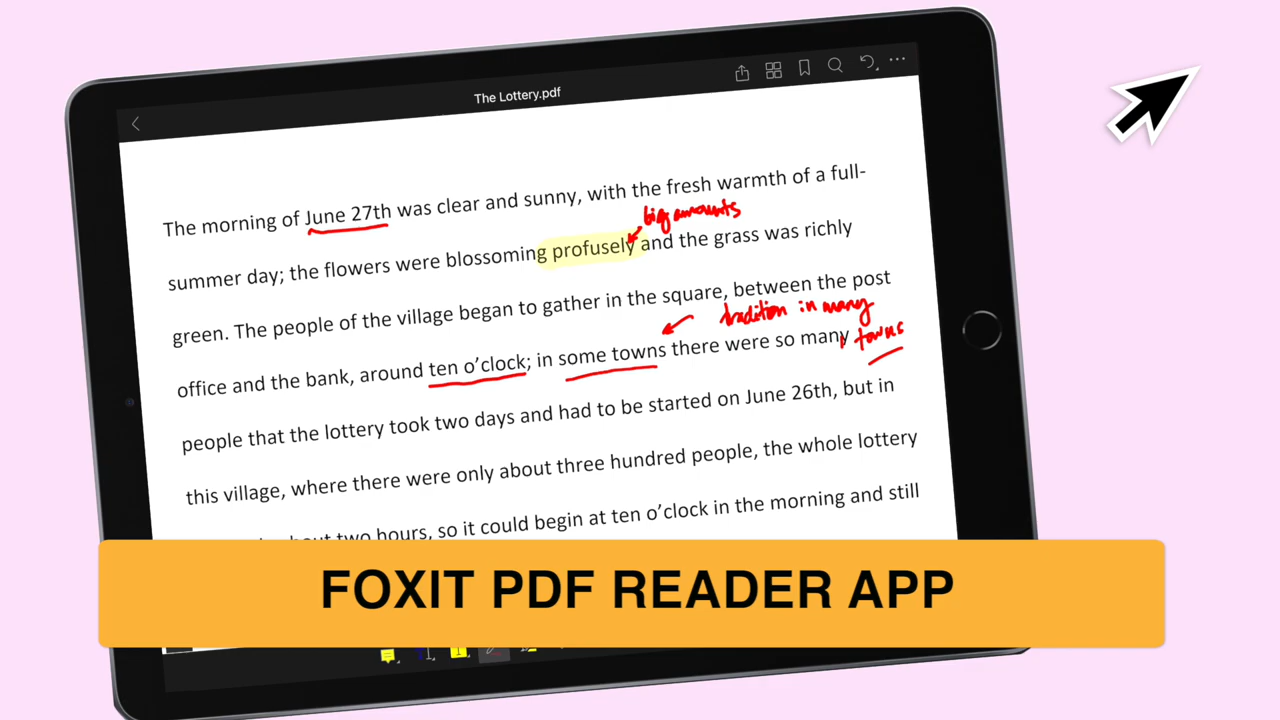 The Lottery.pdf
The morning of June 27th was clear and sunny, with the fresh warmth of a full-
big amounts
summer day; the flowers were blossoming profusely and the grass was richly
green. The people of the village began to gather in the square, between the post
tradition in many
towns
office and the bank, around ten o’clock; in some towns there were so many
people that the lottery took two days and had to be started on June 26th, but in
this village, where there were only about three hundred people, the whole lottery
about two hours, so it could begin at ten o’clock in the morning and still
FOXIT PDF READER APP